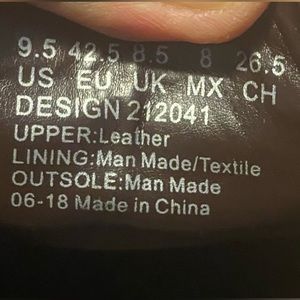 9.5 42.5 8.5 8 26.5
US EU UK MX CH
DESIGN 212041
UPPER:Leather
LINING:Man Made/Textile
OUTSOLE:Man Made
06-18 Made in China